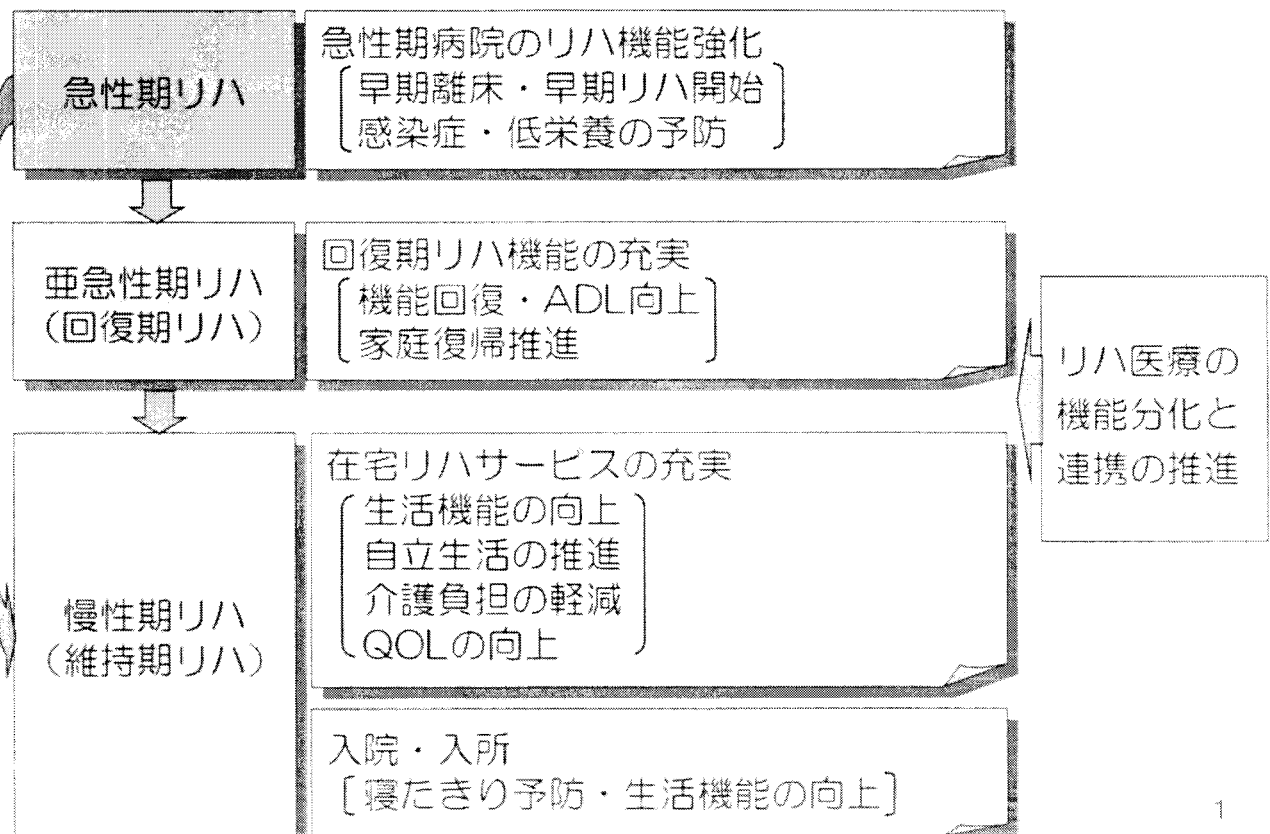 急性期リハ
急性期病院のリハ機能強化
早期離床・早期リハ開始
感染症・低栄養の予防
亜急性期リハ
(回復期リハ)
回復期リハ機能の充実
機能回復・ADL向上
家庭復帰推進
慢性期リハ
(維持期リハ)
在宅リハサービスの充実
生活機能の向上
自立生活の推進
介護負担の軽減
QOLの向上
入院・入所
[寝たきり予防・生活機能の向上]
リハ医療の
機能分化と
連携の推進
1